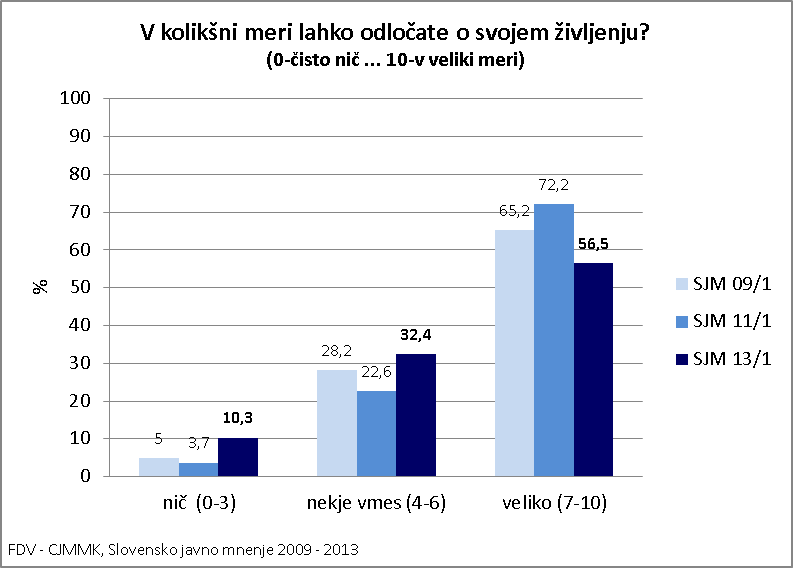 V kolikšni meri lahko odločate o svojem življenju?
(0-čisto nič ... 10-v veliki meri)
100
90
80
70
60
50
40
30
20
10
0
%
5
3,7
10,3
28,2
22,6
32,4
65,2
72,2
56,5
nič (0-3)
nekje vmes (4-6)
veliko (7-10)
SJM 09/1
SJM 11/1
SJM 13/1
FDV - CJMMK, Slovensko javno mnenje 2009 - 2013